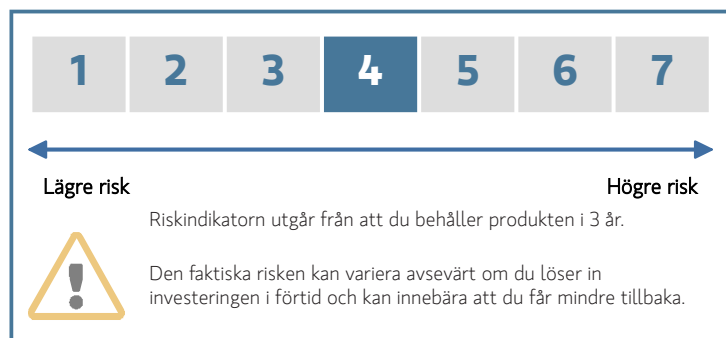 1 2 3 4 5 6 7
Lägre risk Högre risk
Riskindikatorn utgår från att du behåller produkten i 3 år.
Den faktiska risken kan variera avsevärt om du löser in
investeringen i förtid och kan innebära att du får mindre tillbaka.